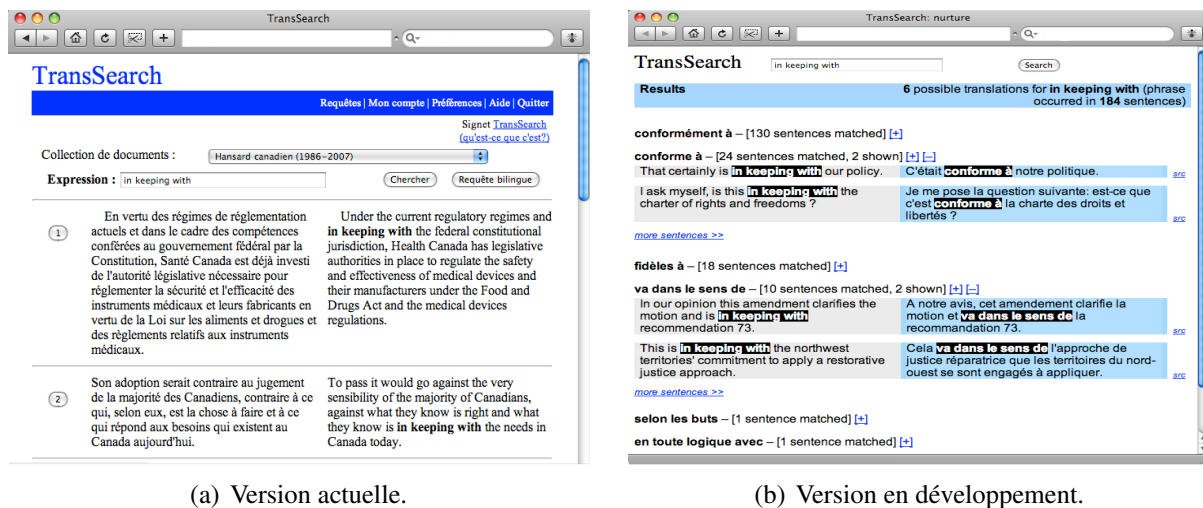 TransSearch
TransSearch
Requêtes | Mon compte | Préférences | Aide | Quitter
Signet TransSearch
(qu'est-ce que c'est?)
Collection de documents :
Hansard canadien (1986-2007)
Expression :
in keeping with
Chercher
Requête bilingue
1
En vertu des régimes de réglementation
actuels et dans le cadre des compétences
conférées au gouvernement fédéral par la
Constitution, Santé Canada est déjà investi
de l'autorité législative nécessaire pour
réglementer la sécurité et l'efficacité des
instruments médicaux et leurs fabricants en
vertu de la Loi sur les aliments et drogues et
des règlements relatifs aux instruments
médicaux.
Under the current regulatory regimes and
in keeping with the federal constitutional
jurisdiction, Health Canada has legislative
authorities in place to regulate the safety
and effectiveness of medical devices and
their manufacturers under the Food and
Drugs Act and the medical devices
regulations.
2
Son adoption serait contraire au jugement
de la majorité des Canadiens, contraire à ce
qui, selon eux, est la chose à faire et à ce
qui répond aux besoins qui existent au
Canada aujourd'hui.
To pass it would go against the very
sensibility of the majority of Canadians,
against what they know is right and what
they know is in keeping with the needs in
Canada today.
(a) Version actuelle.
TransSearch: nurture
TransSearch
in keeping with
Search
Results
6 possible translations for in keeping with (phrase
occurred in 184 sentences)
conformément à – [130 sentences matched] [+]
conforme à – [24 sentences matched, 2 shown] [+] [–]
That certainly is in keeping with our policy.
C'était conforme à notre politique.
src
I ask myself, is this in keeping with the
charter of rights and freedoms ?
Je me pose la question suivante: est-ce que
c'est conforme à la charte des droits et
libertés ?
src
more sentences >>
fidèles à – [18 sentences matched] [+]
va dans le sens de – [10 sentences matched, 2 shown] [+] [–]
In our opinion this amendment clarifies the
motion and is in keeping with
recommendation 73.
A notre avis, cet amendement clarifie la
motion et va dans le sens de la
recommandation 73.
src
This is in keeping with the northwest
territories' commitment to apply a restorative
justice approach.
Cela va dans le sens de l'approche de
justice réparatrice que les territoires du nord-
ouest se sont engagés à appliquer.
src
more sentences >>
selon les buts – [1 sentence matched] [+]
en toute logique avec – [1 sentence matched] [+]
(b) Version en développement.